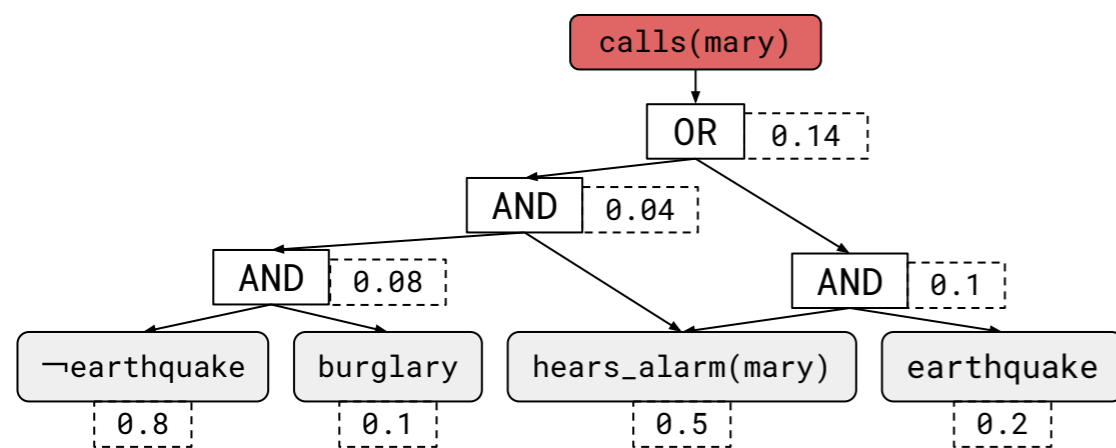 calls(mary)
OR
0.14
AND
0.04
AND
0.08
AND
0.1
¬earthquake
burglary
hears_alarm(mary)
earthquake
0.8
0.1
0.5
0.2